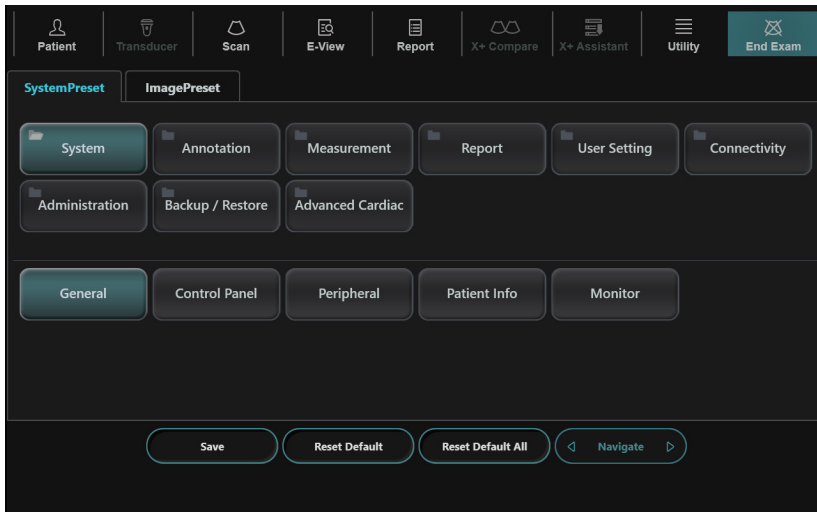 Patient
Transducer
Scan
E-View
Report
X+ Compare
X+ Assistant
Utility
End Exam
SystemPreset
ImagePreset
System
Annotation
Measurement
Report
User Setting
Connectivity
Administration
Backup / Restore
Advanced Cardiac
General
Control Panel
Peripheral
Patient Info
Monitor
Save
Reset Default
Reset Default All
Navigate